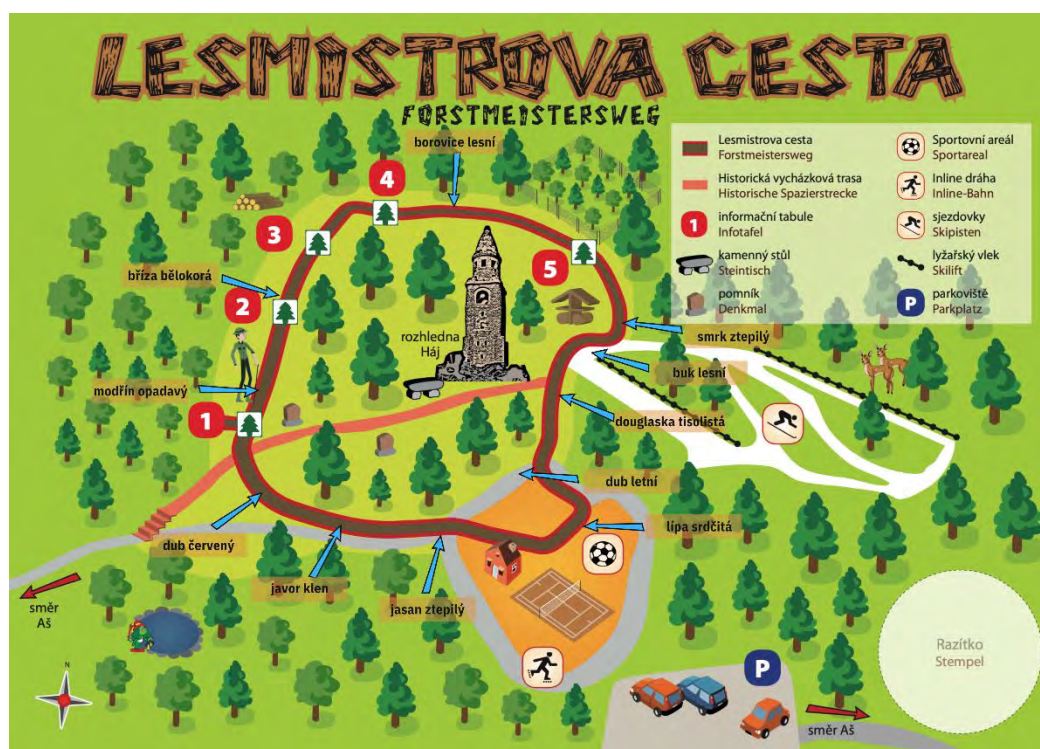 LESMISTROVA CESTA
FORSTMEISTERSWEG
borovice lesní
4
3
5
bříza bělokorá
2
rozhledna
Háj
smrk ztepilý
buk lesní
modřín opadavý
1
douglaska tisolistá
dub letní
lípa srdčitá
dub červený
javor klen
jasan ztepilý
směr
Aš
N
P
směr Aš
Lesmistrova cesta
Forstmeistersweg
Historická vycházková trasa
Historische Spazierstrecke
1
informační tabule
Infotafel
kamenný stůl
Steintisch
pomník
Denkmal
Sportovní areál
Sportareal
Inline dráha
Inline-Bahn
sjezdovky
Skipisten
lyžařský vlek
Skilift
P
parkoviště
Parkplatz
Razítko
Stempel